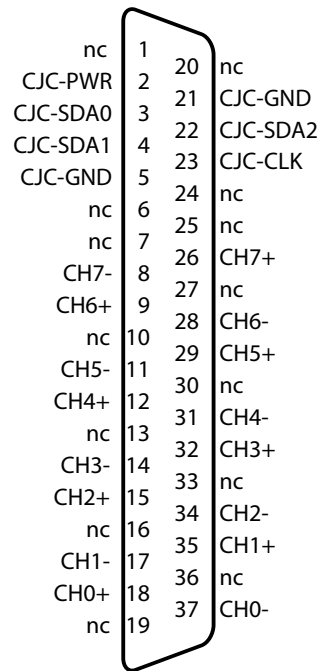 nc 1
CJC-PWR 2
CJC-SDA0 3
CJC-SDA1 4
CJC-GND 5
nc 6
nc 7
CH7- 8
CH6+ 9
nc 10
CH5- 11
CH4+ 12
nc 13
CH3- 14
CH2+ 15
nc 16
CH1- 17
CH0+ 18
nc 19
20 nc
21 CJC-GND
22 CJC-SDA2
23 CJC-CLK
24 nc
25 nc
26 CH7+
27 nc
28 CH6-
29 CH5+
30 nc
31 CH4-
32 CH3+
33 nc
34 CH2-
35 CH1+
36 nc
37 CH0-